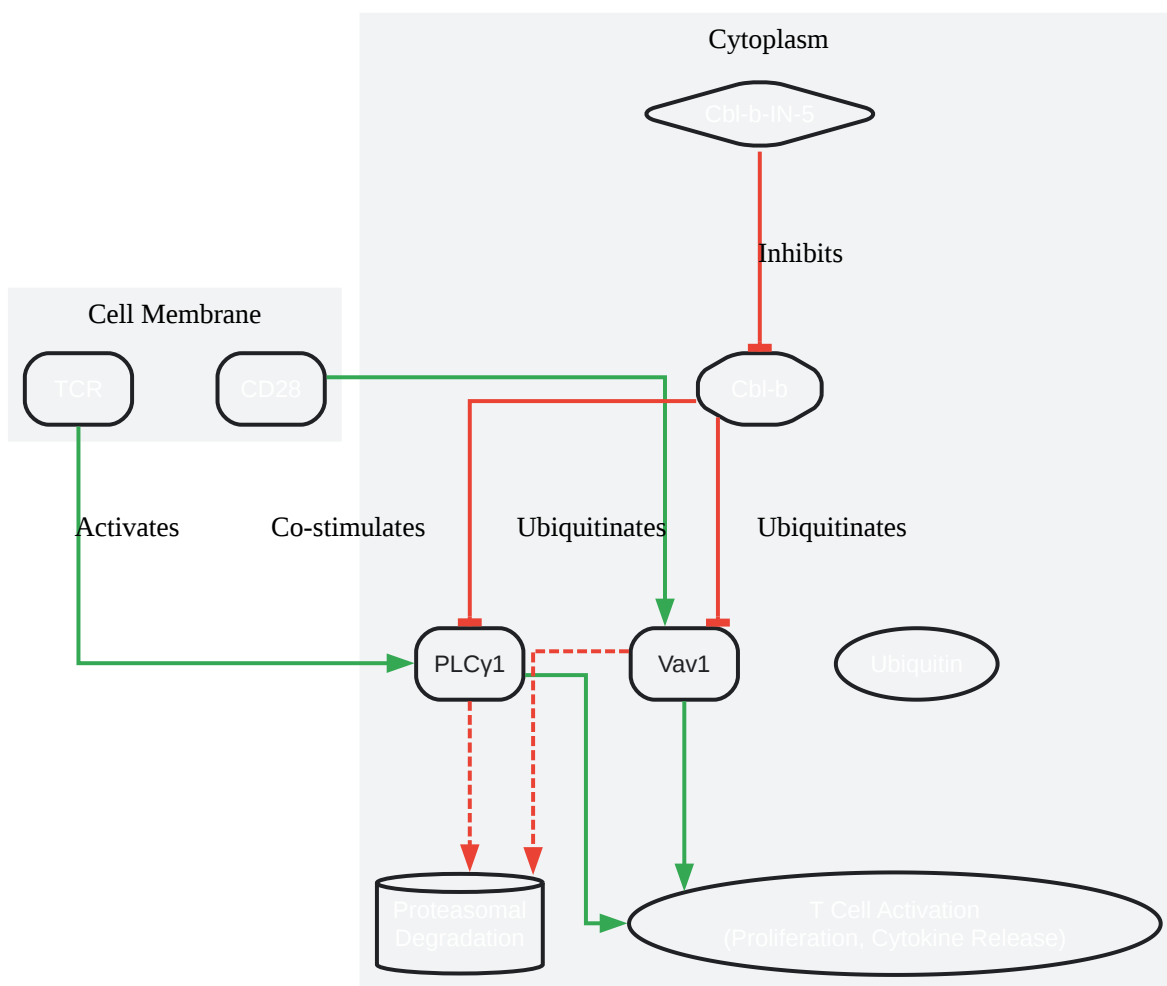 Cytoplasm
Cbl-b-IN-5
Inhibits
Cell Membrane
TCR
CD28
Cbl-b
Activates
Co-stimulates
Ubiquitinates
Ubiquitinates
PLCγ1
Vav1
Ubiquitin
Proteasomal
Degradation
T Cell Activation
(Proliferation, Cytokine Release)